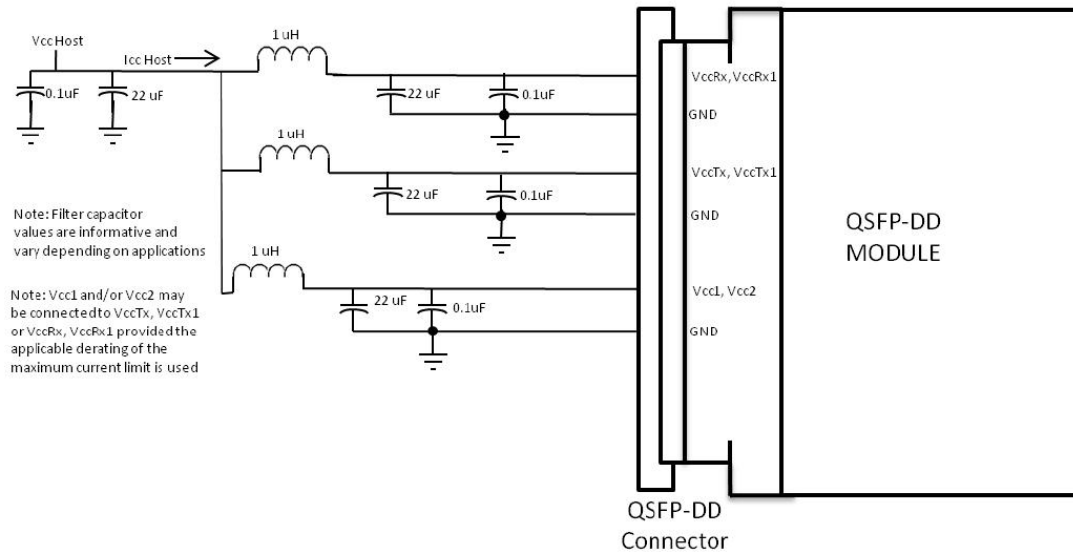 1 uH
Vcc Host
Icc Host
0.1uF
22 uF
22 uF
0.1uF
VccRx, VccRx1
GND
1 uH
22 uF
0.1uF
VccTx, VccTx1
GND
Note: Filter capacitor
values are informative and
vary depending on applications
1 uH
22 uF
0.1uF
Vcc1, Vcc2
GND
Note: Vcc1 and/or Vcc2 may
be connected to VccTx, VccTx1
or VccRx, VccRx1 provided the
applicable derating of the
maximum current limit is used
QSFP-DD
MODULE
QSFP-DD
Connector